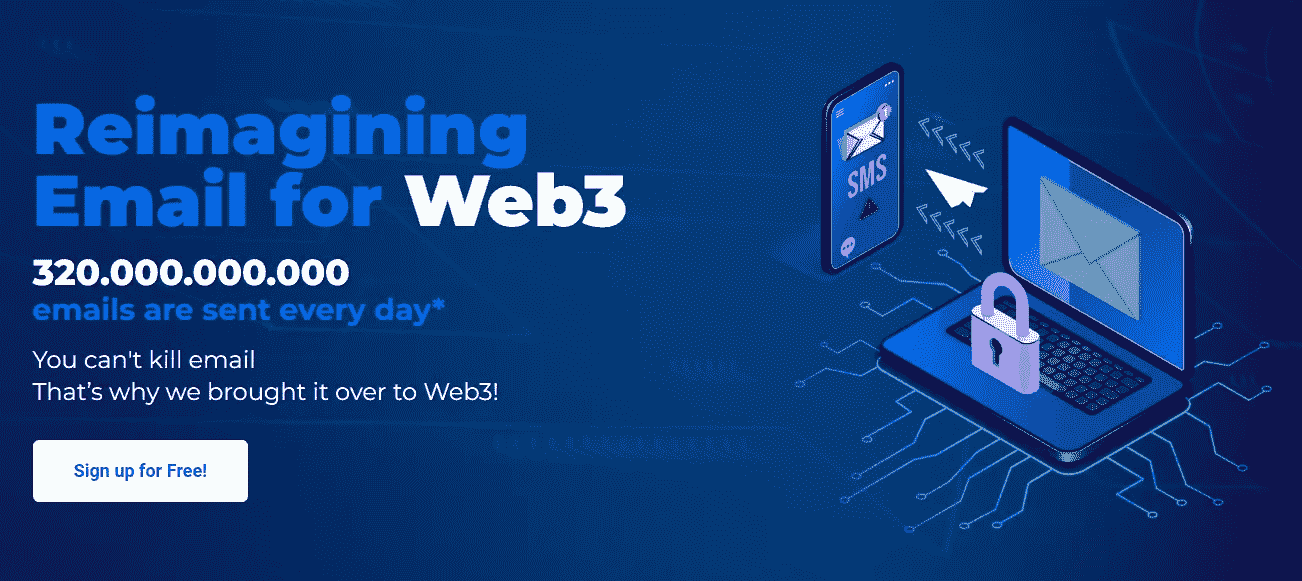 Reimagining
Email for Web3
320.000.000.000
emails are sent every day*
You can't kill email
That’s why we brought it over to Web3!
Sign up for Free!
1
SMS